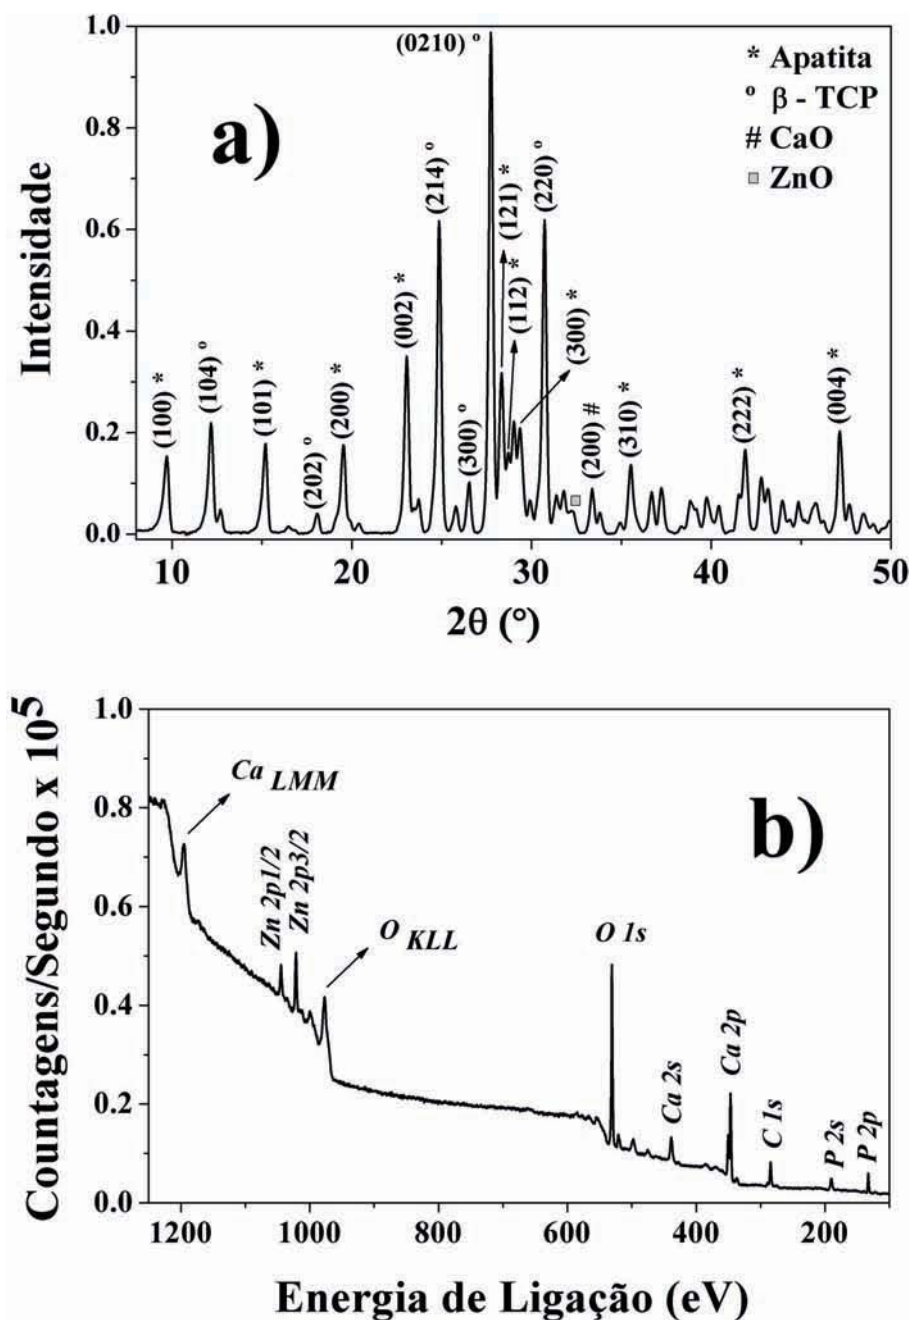 a)
Intensidade
1.0
0.8
0.6
0.4
0.2
0.0
* Apatita
º β - TCP
# CaO
ZnO
(100) *
(104) º
(101) *
(202) º
(200) *
(002) *
(214) º
(300) º
(0210) º
(121) *
(112) *
(300) *
(220) º
(200) #
(310) *
(222) *
(004) *
10 20 30 40 50
2θ (°)
b)
Countagens/Segundo x 10⁵
1.0
0.8
0.6
0.4
0.2
0.0
Ca LMM
Zn 2p1/2
Zn 2p3/2
O KLL
O 1s
Ca 2s
Ca 2p
C 1s
P 2s
P 2p
1200 1000 800 600 400 200
Energia de Ligação (eV)